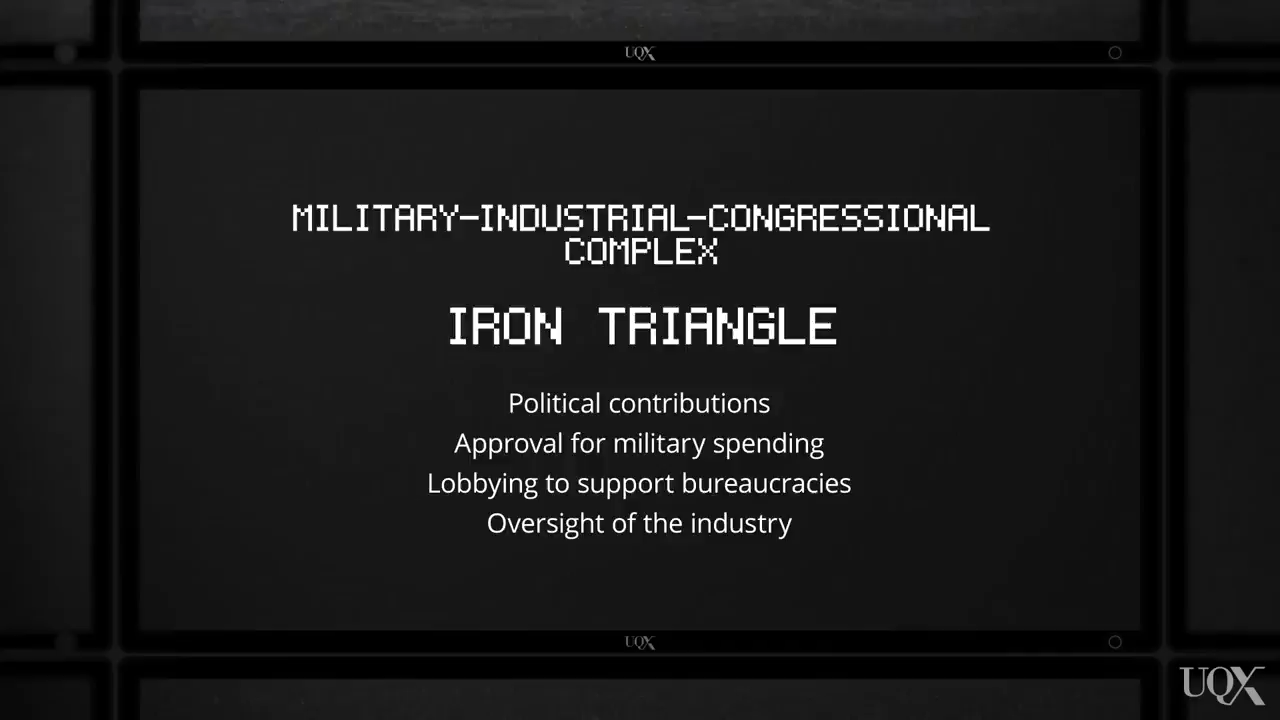 UQX
MILITARY-INDUSTRIAL-CONGRESSIONAL
COMPLEX
IRON TRIANGLE
Political contributions
Approval for military spending
Lobbying to support bureaucracies
Oversight of the industry
UQX
UQX